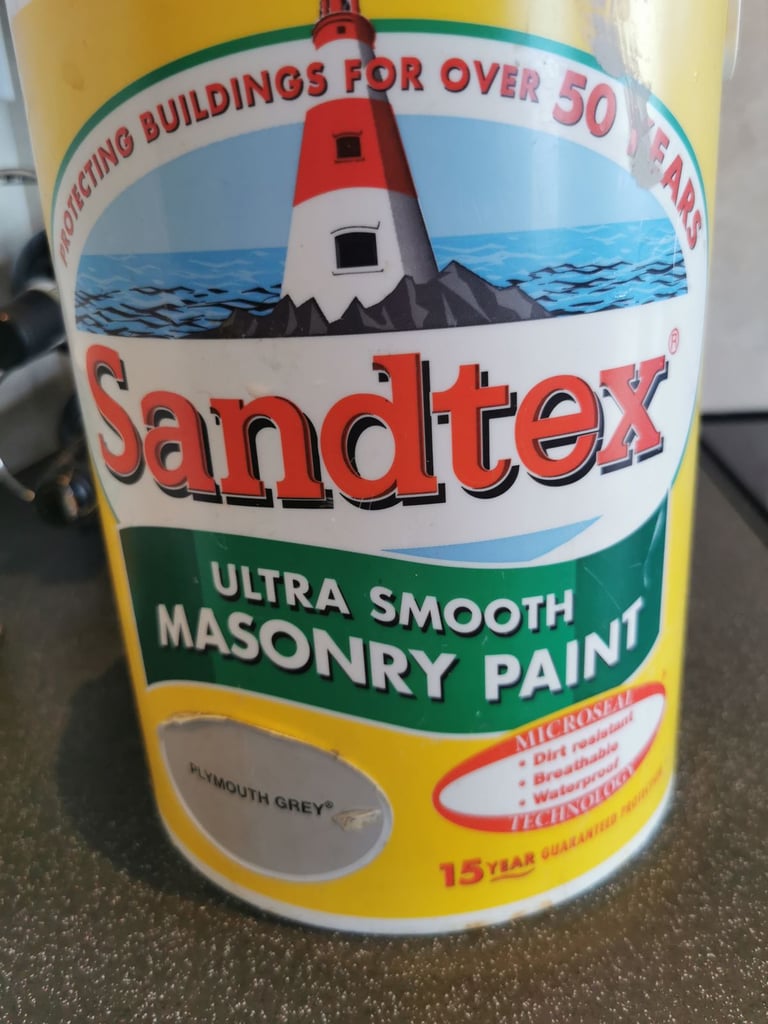 PROTECTING BUILDINGS FOR OVER 50 YEARS
Sandtex®
ULTRA SMOOTH
MASONRY PAINT
PLYMOUTH GREY®
MICROSEAL
• Dirt resistant
• Breathable
• Waterproof
TECHNOLOGY
15 YEAR GUARANTEED PROTECTION